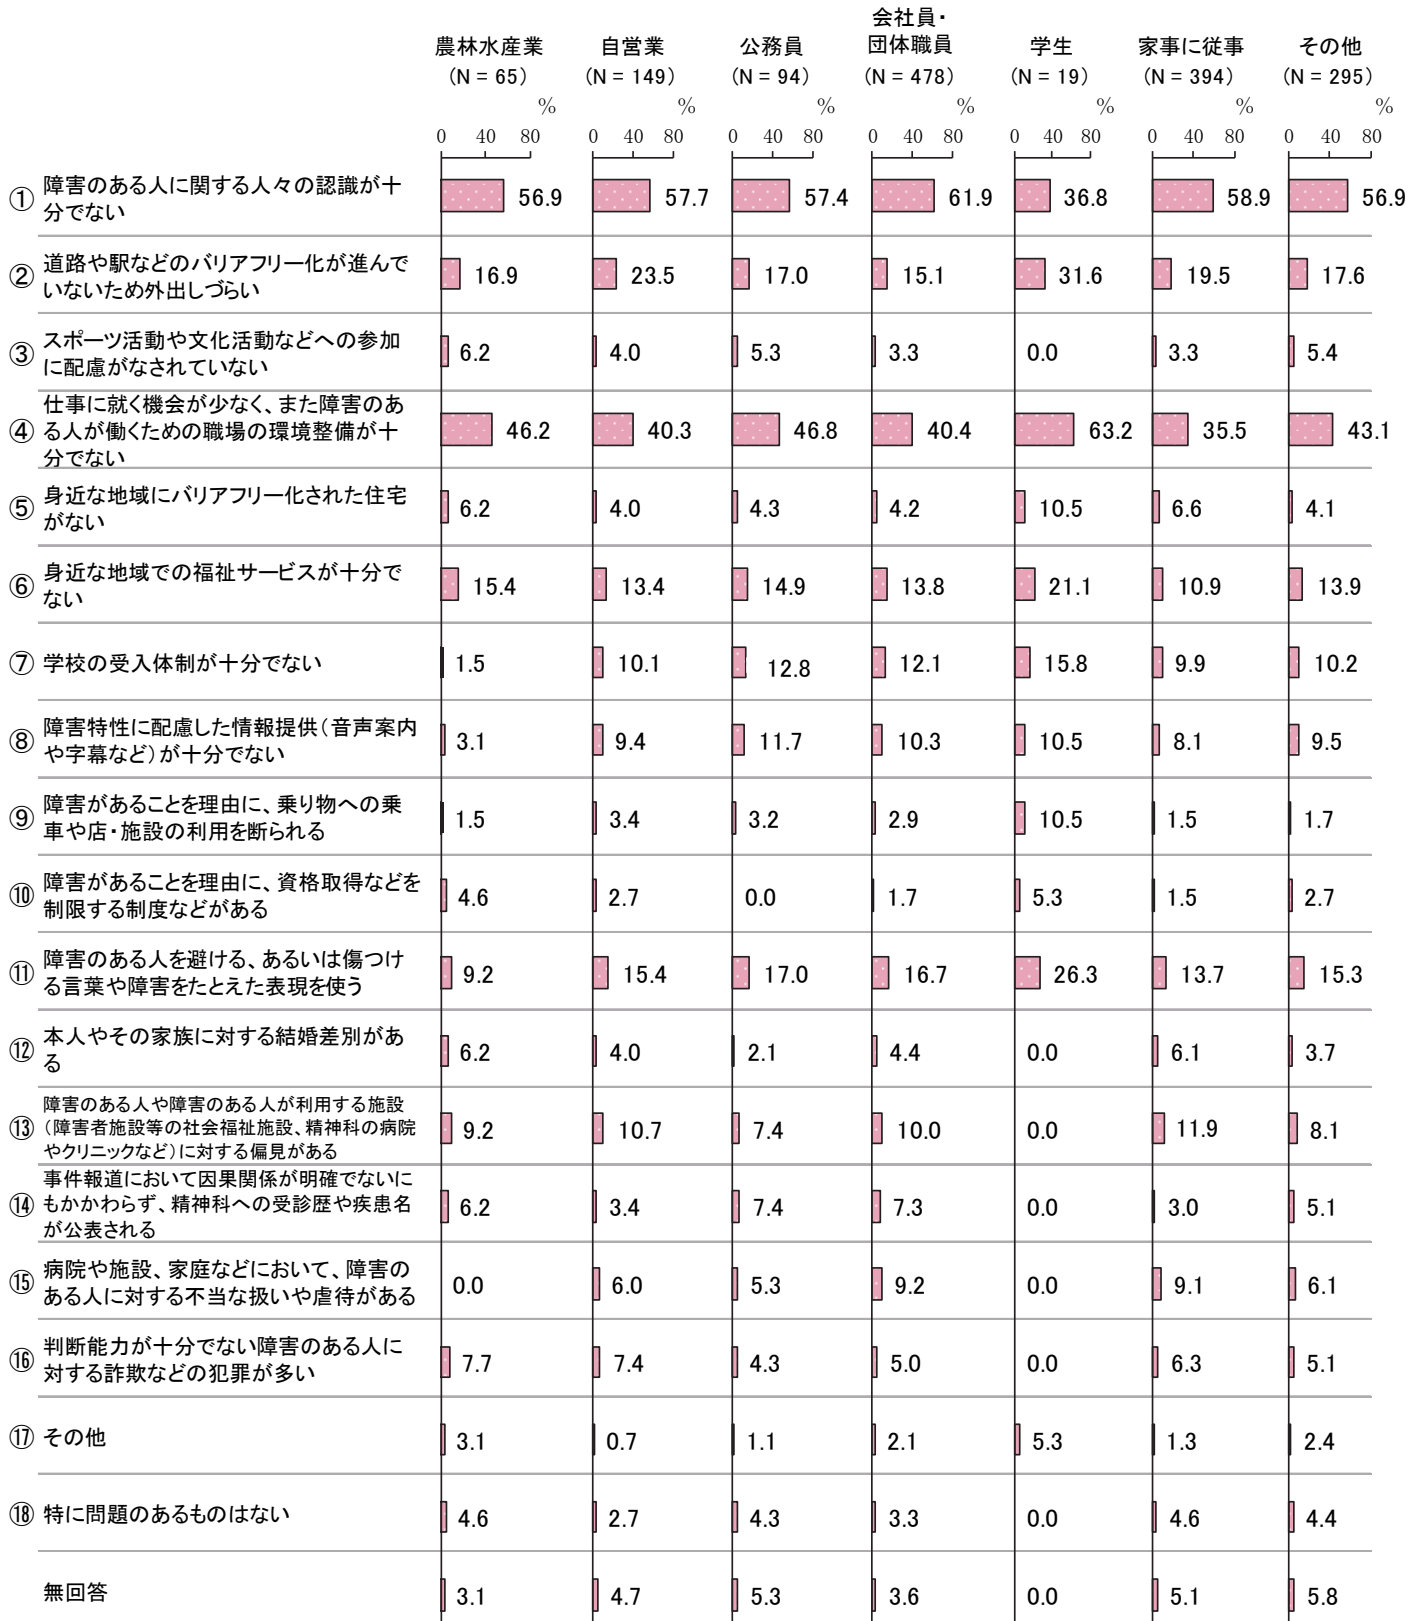 農林水産業 自営業 公務員 会社員・ 学生 家事に従事 その他
団体職員
（N = 65） （N = 149） （N = 94） （N = 478） （N = 19） （N = 394） （N = 295）
% % % % % % %
0 40 80 0 40 80 0 40 80 0 40 80 0 40 80 0 40 80 0 40 80
① 障害のある人に関する人々の認識が十
分でない
56.9 57.7 57.4 61.9 36.8 58.9 56.9
② 道路や駅などのバリアフリー化が進んで
いないため外出しづらい
16.9 23.5 17.0 15.1 31.6 19.5 17.6
③ スポーツ活動や文化活動などへの参加
に配慮がなされていない
6.2 4.0 5.3 3.3 0.0 3.3 5.4
④ 仕事に就く機会が少なく、また障害のあ
る人が働くための職場の環境整備が十
分でない
46.2 40.3 46.8 40.4 63.2 35.5 43.1
⑤ 身近な地域にバリアフリー化された住宅
がない
6.2 4.0 4.3 4.2 10.5 6.6 4.1
⑥ 身近な地域での福祉サービスが十分で
ない
15.4 13.4 14.9 13.8 21.1 10.9 13.9
⑦ 学校の受入体制が十分でない
1.5 10.1 12.8 12.1 15.8 9.9 10.2
⑧ 障害特性に配慮した情報提供（音声案内
や字幕など）が十分でない
3.1 9.4 11.7 10.3 10.5 8.1 9.5
⑨ 障害があることを理由に、乗り物への乗
車や店・施設の利用を断られる
1.5 3.4 3.2 2.9 10.5 1.5 1.7
⑩ 障害があることを理由に、資格取得などを
制限する制度などがある
4.6 2.7 0.0 1.7 5.3 1.5 2.7
⑪ 障害のある人を避ける、あるいは傷つけ
る言葉や障害をたとえた表現を使う
9.2 15.4 17.0 16.7 26.3 13.7 15.3
⑫ 本人やその家族に対する結婚差別があ
る
6.2 4.0 2.1 4.4 0.0 6.1 3.7
⑬ 障害のある人や障害のある人が利用する施設
（障害者施設等の社会福祉施設、精神科の病院
やクリニックなど）に対する偏見がある
9.2 10.7 7.4 10.0 0.0 11.9 8.1
⑭ 事件報道において因果関係が明確でないに
もかかわらず、精神科への受診歴や疾患名
が公表される
6.2 3.4 7.4 7.3 0.0 3.0 5.1
⑮ 病院や施設、家庭などにおいて、障害の
ある人に対する不当な扱いや虐待がある
0.0 6.0 5.3 9.2 0.0 9.1 6.1
⑯ 判断能力が十分でない障害のある人に
対する詐欺などの犯罪が多い
7.7 7.4 4.3 5.0 0.0 6.3 5.1
⑰ その他
3.1 0.7 1.1 2.1 5.3 1.3 2.4
⑱ 特に問題のあるものはない
4.6 2.7 4.3 3.3 0.0 4.6 4.4
無回答
3.1 4.7 5.3 3.6 0.0 5.1 5.8